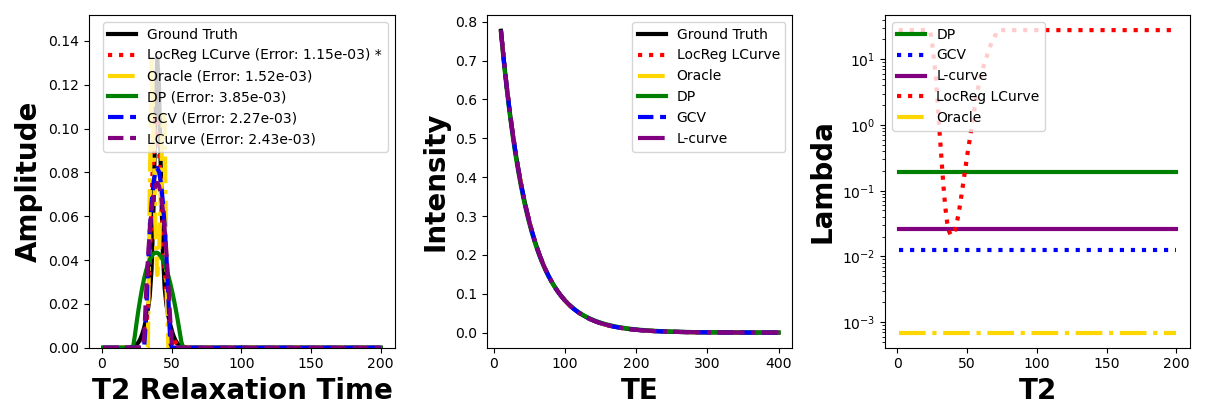 Amplitude
0.14
0.12
0.10
0.08
0.06
0.04
0.02
0.00
Ground Truth
LocReg LCurve (Error: 1.15e-03) *
Oracle (Error: 1.52e-03)
DP (Error: 3.85e-03)
GCV (Error: 2.27e-03)
LCurve (Error: 2.43e-03)
0 50 100 150 200
T2 Relaxation Time
Intensity
0.8
0.7
0.6
0.5
0.4
0.3
0.2
0.1
0.0
Ground Truth
LocReg LCurve
Oracle
DP
GCV
L-curve
0 100 200 300 400
TE
Lambda
10¹
10⁰
10⁻¹
10⁻²
10⁻³
DP
GCV
L-curve
LocReg LCurve
Oracle
0 50 100 150 200
T2